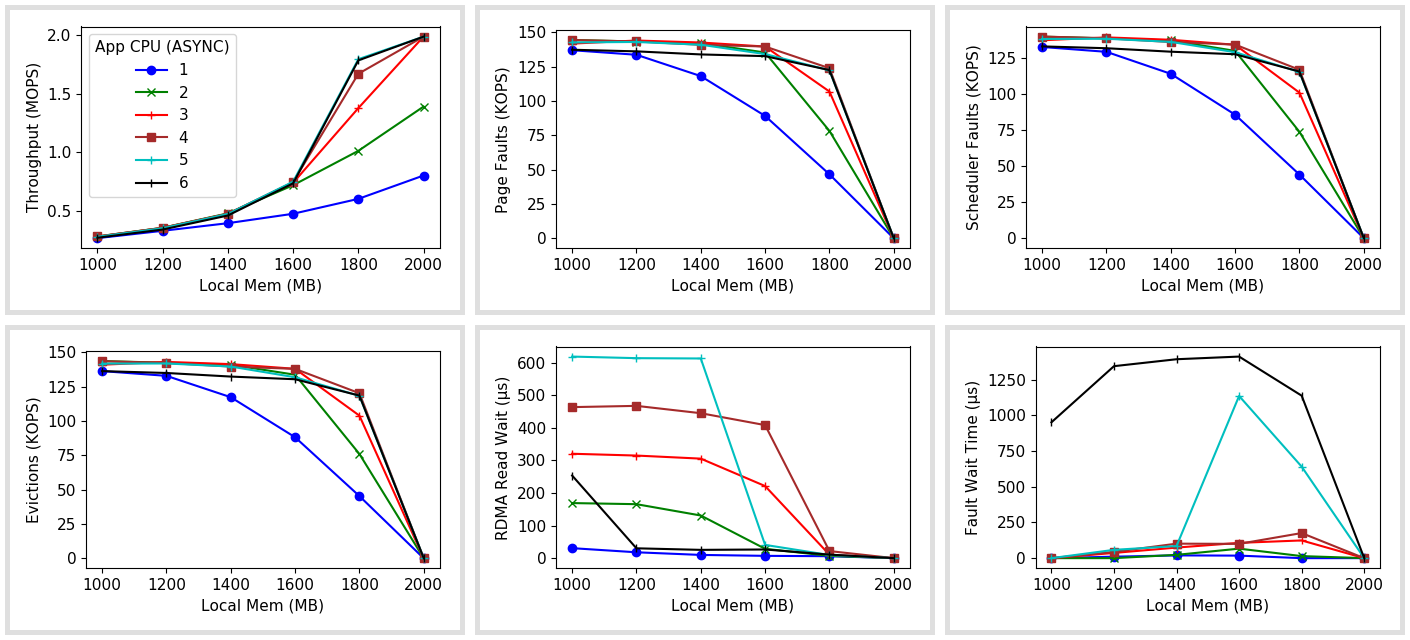 Throughput (MOPS)
2.0
1.5
1.0
0.5
App CPU (ASYNC)
1
2
3
4
5
6
1000 1200 1400 1600 1800 2000
Local Mem (MB)
Page Faults (KOPS)
150
125
100
75
50
25
0
1000 1200 1400 1600 1800 2000
Local Mem (MB)
Scheduler Faults (KOPS)
125
100
75
50
25
0
1000 1200 1400 1600 1800 2000
Local Mem (MB)
Evictions (KOPS)
150
125
100
75
50
25
0
1000 1200 1400 1600 1800 2000
Local Mem (MB)
RDMA Read Wait (µs)
600
500
400
300
200
100
0
1000 1200 1400 1600 1800 2000
Local Mem (MB)
Fault Wait Time (µs)
1250
1000
750
500
250
0
1000 1200 1400 1600 1800 2000
Local Mem (MB)